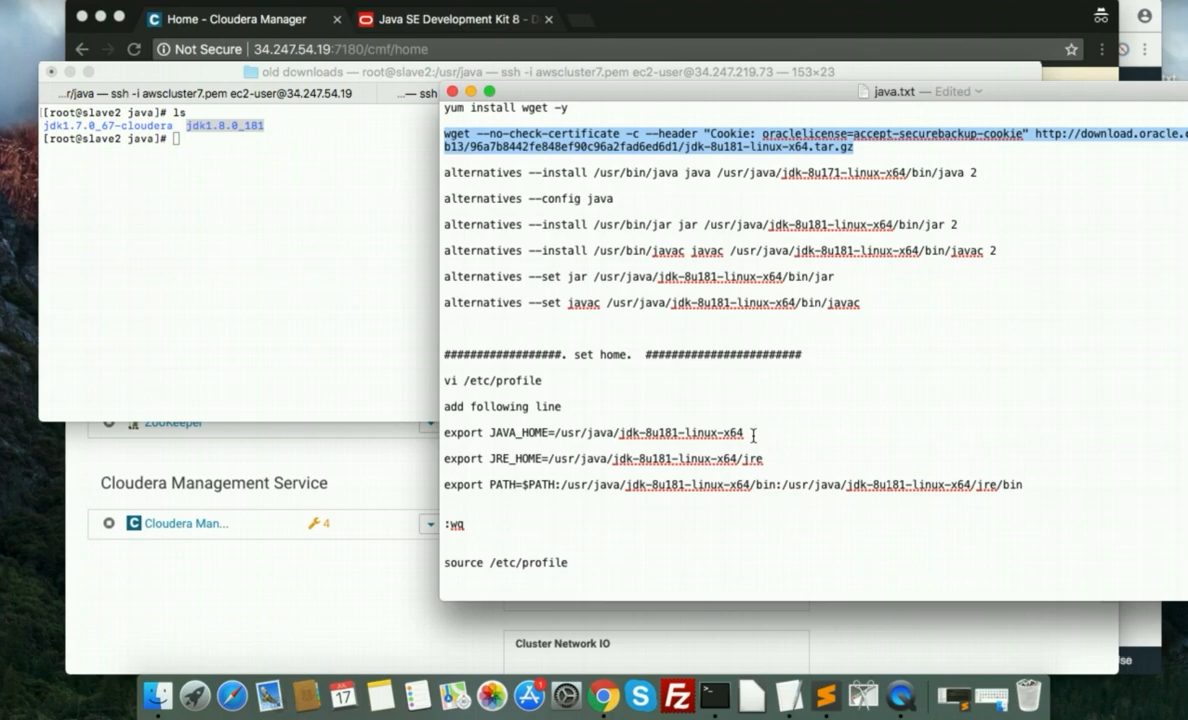 Home - Cloudera Manager
Java SE Development Kit 8 - D
Not Secure | 34.247.54.19:7180/cmf/home
old downloads — root@slave2:/usr/java — ssh -i awscluster7.pem ec2-user@34.247.219.73 — 153×23
...r/java — ssh -i awscluster7.pem ec2-user@34.247.54.19
...— ssh
[root@slave2 java]# ls
jdk1.7.0_67-cloudera jdk1.8.0_181
[root@slave2 java]#
java.txt — Edited
yum install wget -y
wget --no-check-certificate -c --header "Cookie: oraclelicense=accept-securebackup-cookie" http://download.oracle.
b13/96a7b8442fe848ef90c96a2fad6ed6d1/jdk-8u181-linux-x64.tar.gz
alternatives --install /usr/bin/java java /usr/java/jdk-8u171-linux-x64/bin/java 2
alternatives --config java
alternatives --install /usr/bin/jar jar /usr/java/jdk-8u181-linux-x64/bin/jar 2
alternatives --install /usr/bin/javac javac /usr/java/jdk-8u181-linux-x64/bin/javac 2
alternatives --set jar /usr/java/jdk-8u181-linux-x64/bin/jar
alternatives --set javac /usr/java/jdk-8u181-linux-x64/bin/javac
##################. set home. ########################
vi /etc/profile
add following line
export JAVA_HOME=/usr/java/jdk-8u181-linux-x64
export JRE_HOME=/usr/java/jdk-8u181-linux-x64/jre
export PATH=$PATH:/usr/java/jdk-8u181-linux-x64/bin:/usr/java/jdk-8u181-linux-x64/jre/bin
:wq
source /etc/profile
ZooKeeper
Cloudera Management Service
Cloudera Man... 4
Cluster Network IO
JUL
17
1